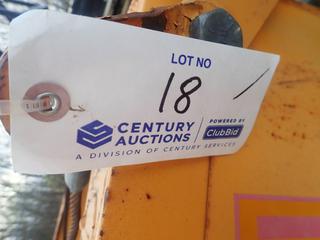 LOT NO
18 /
CENTURY AUCTIONS
POWERED BY
ClubBid
A DIVISION OF CENTURY SERVICES